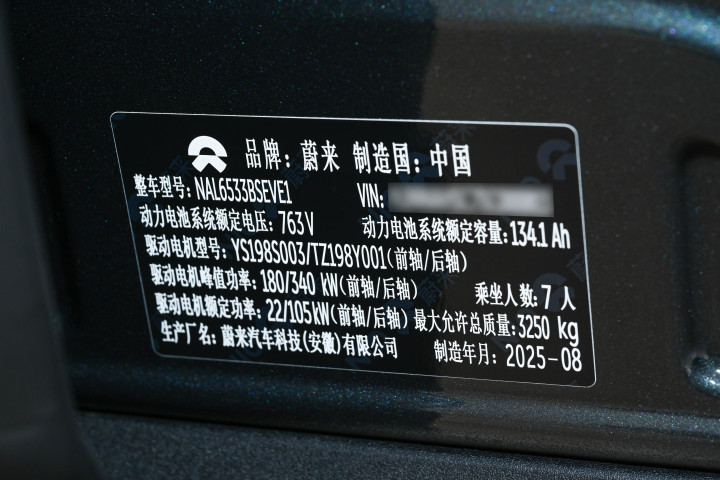 品牌：蔚来 制造国：中国
整车型号：NAL6533BSEVE1 VIN:
动力电池系统额定电压：763V 动力电池系统额定容量：134.1 Ah
驱动电机型号：YS198S003/TZ198Y001(前轴/后轴)
驱动电机峰值功率：180/340 kW(前轴/后轴) 乘坐人数：7 人
驱动电机额定功率：22/105kW(前轴/后轴) 最大允许总质量：3250 kg
生产厂名：蔚来汽车科技(安徽)有限公司 制造年月：2025-08